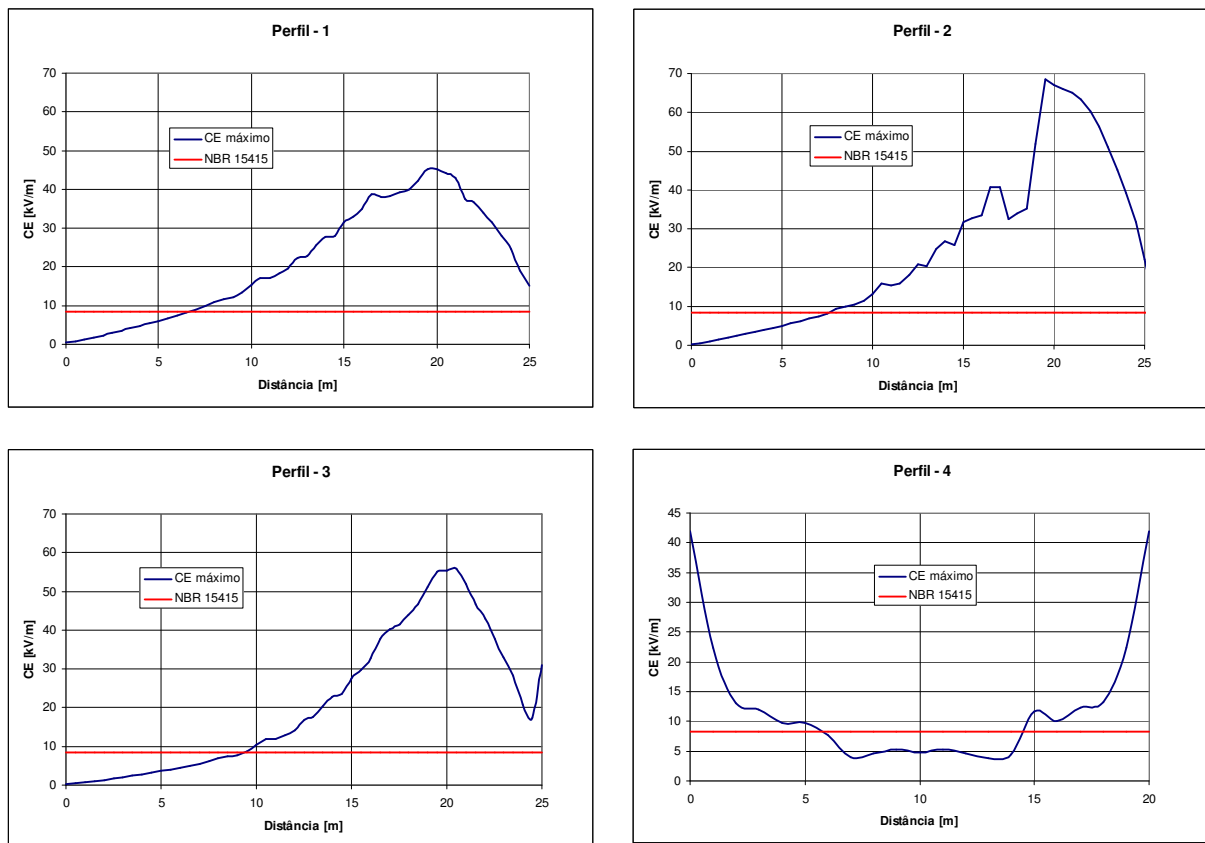 Perfil - 1
70
60
50
40
30
20
10
0
CE [kV/m]
CE máximo
NBR 15415
0 5 10 15 20 25
Distância [m]
Perfil - 2
70
60
50
40
30
20
10
0
CE [kV/m]
CE máximo
NBR 15415
0 5 10 15 20 25
Distância [m]
Perfil - 3
70
60
50
40
30
20
10
0
CE [kV/m]
CE máximo
NBR 15415
0 5 10 15 20 25
Distância [m]
Perfil - 4
45
40
35
30
25
20
15
10
5
0
CE [kV/m]
CE máximo
NBR 15415
0 5 10 15 20
Distância [m]